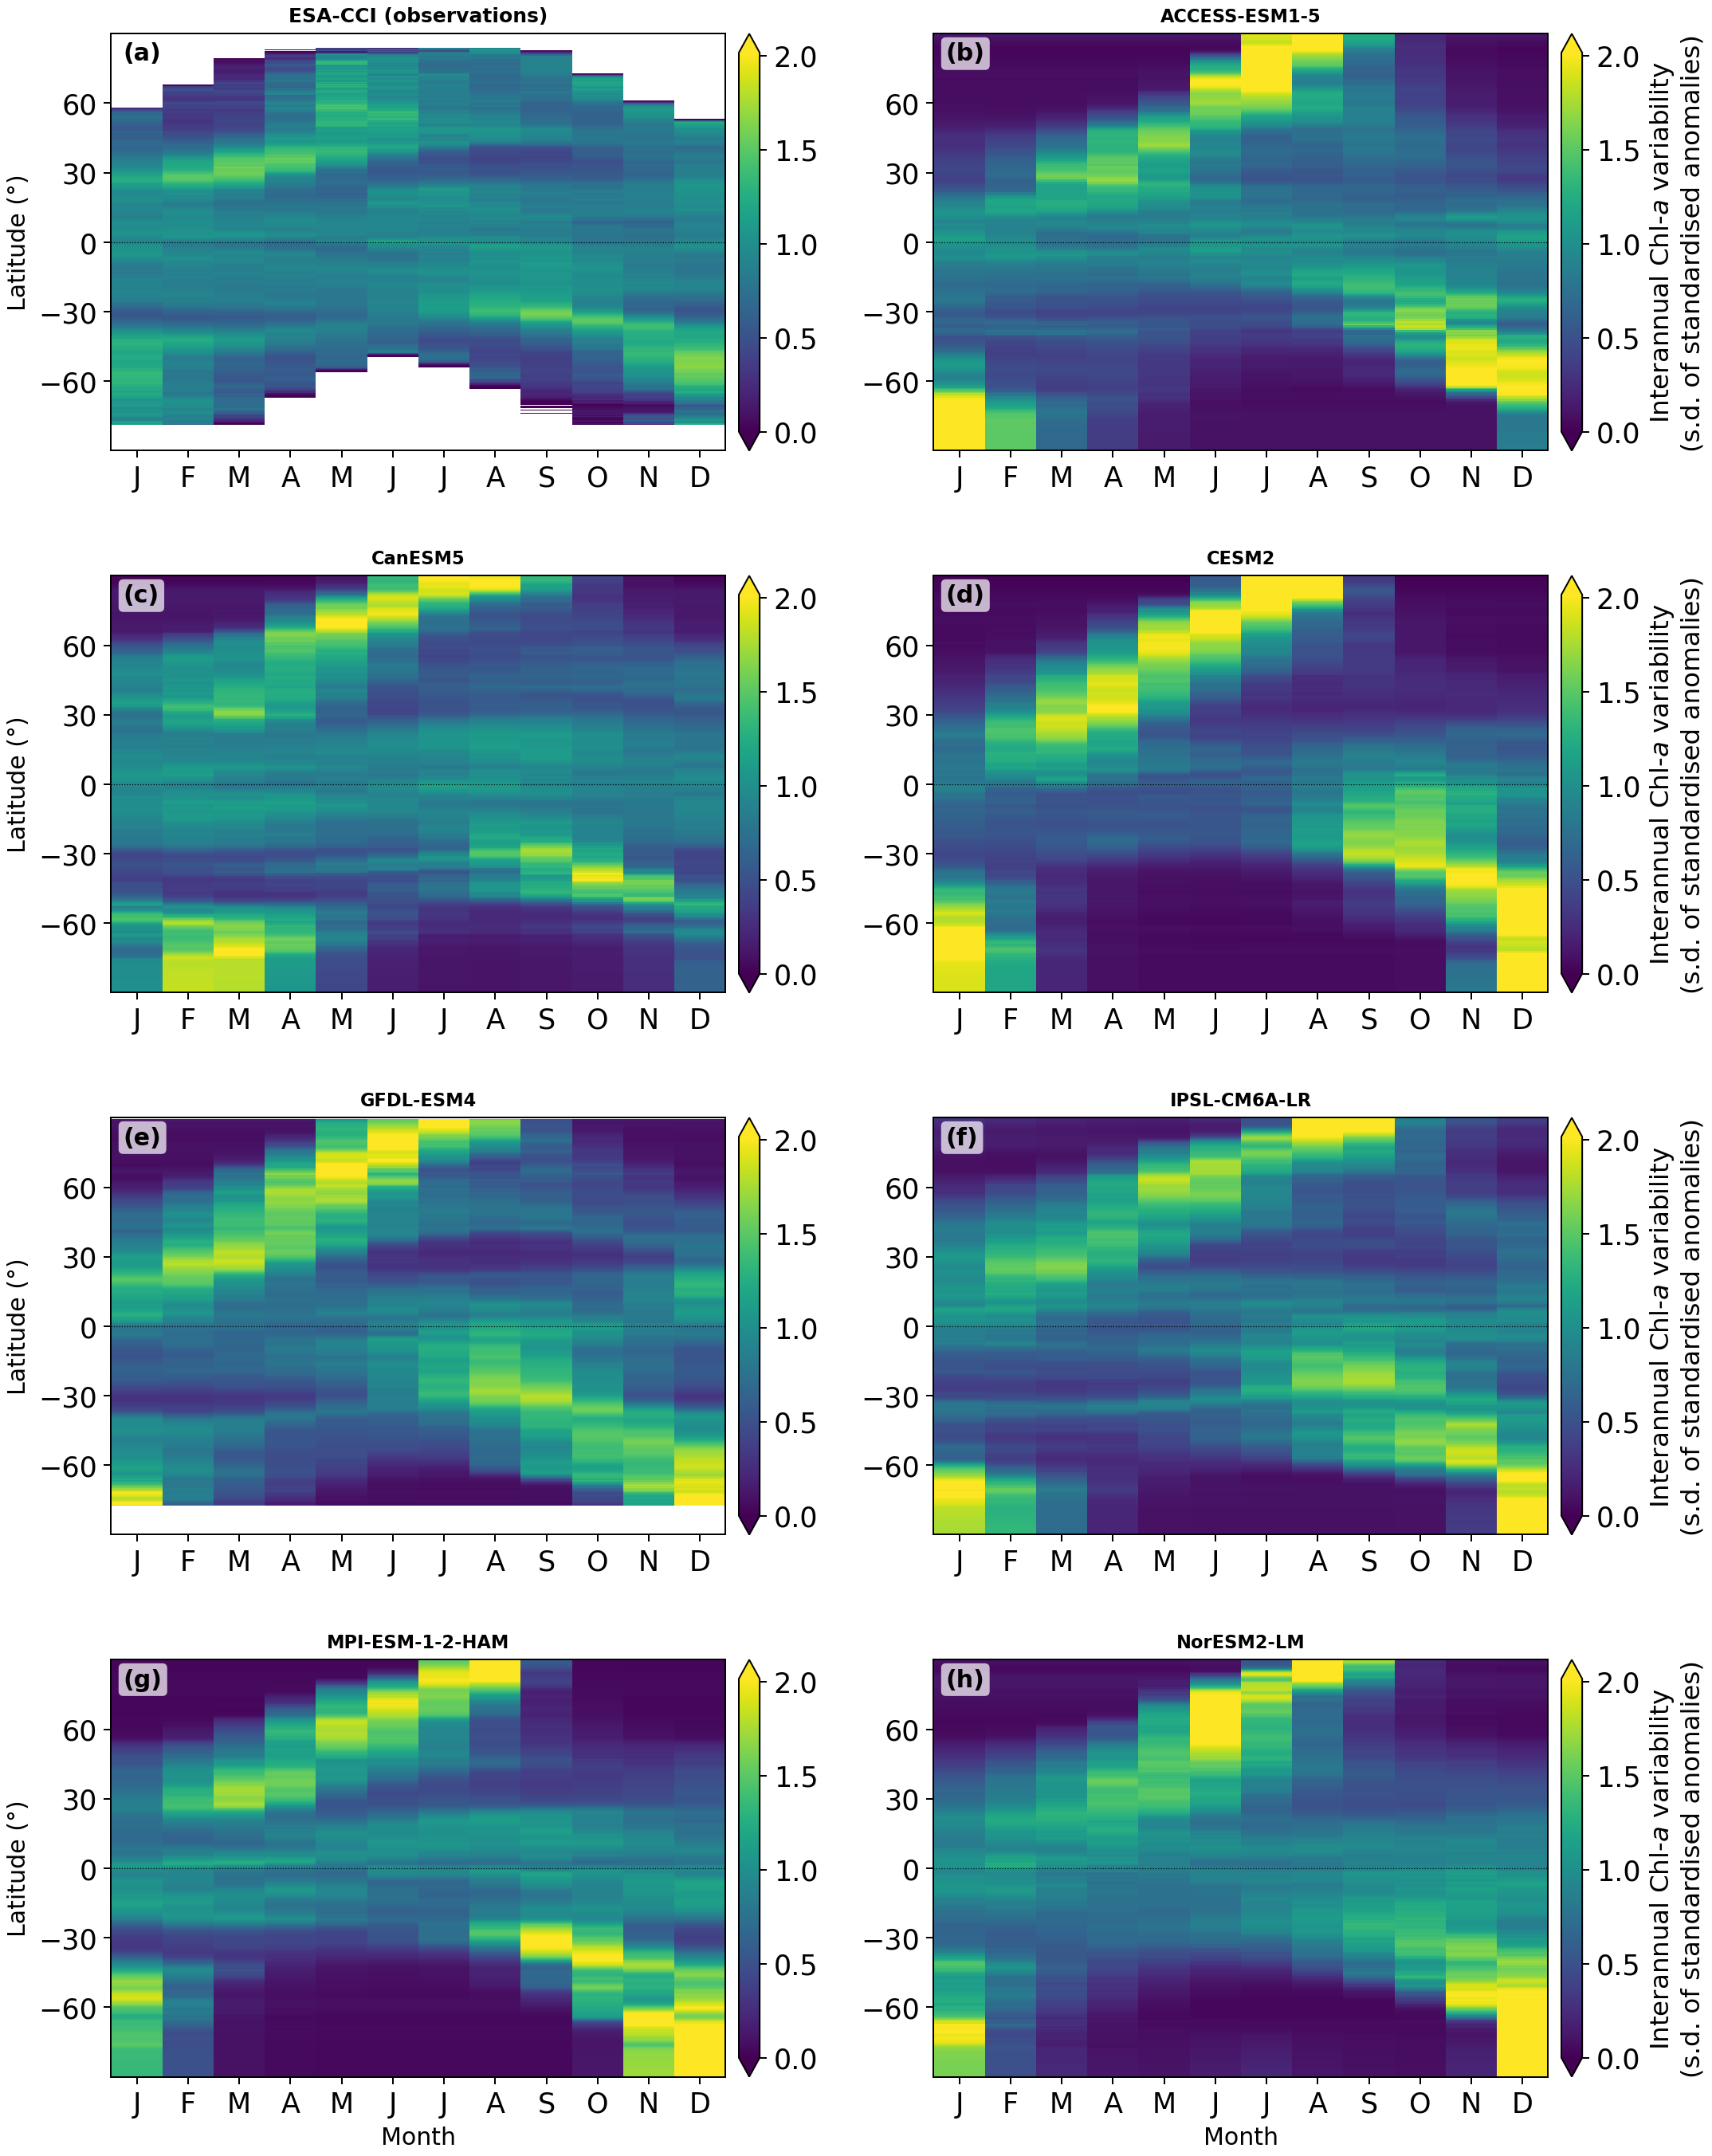 ESA-CCI (observations)
(a)
Latitude (°)
60
30
0
−30
−60
J F M A M J J A S O N D
2.0
1.5
1.0
0.5
0.0
ACCESS-ESM1-5
(b)
60
30
0
−30
−60
J F M A M J J A S O N D
2.0
1.5
1.0
0.5
0.0
Interannual Chl-a variability
(s.d. of standardised anomalies)
CanESM5
(c)
Latitude (°)
60
30
0
−30
−60
J F M A M J J A S O N D
2.0
1.5
1.0
0.5
0.0
CESM2
(d)
60
30
0
−30
−60
J F M A M J J A S O N D
2.0
1.5
1.0
0.5
0.0
Interannual Chl-a variability
(s.d. of standardised anomalies)
GFDL-ESM4
(e)
Latitude (°)
60
30
0
−30
−60
J F M A M J J A S O N D
2.0
1.5
1.0
0.5
0.0
IPSL-CM6A-LR
(f)
60
30
0
−30
−60
J F M A M J J A S O N D
2.0
1.5
1.0
0.5
0.0
Interannual Chl-a variability
(s.d. of standardised anomalies)
MPI-ESM-1-2-HAM
(g)
Latitude (°)
60
30
0
−30
−60
J F M A M J J A S O N D
Month
2.0
1.5
1.0
0.5
0.0
NorESM2-LM
(h)
60
30
0
−30
−60
J F M A M J J A S O N D
Month
2.0
1.5
1.0
0.5
0.0
Interannual Chl-a variability
(s.d. of standardised anomalies)